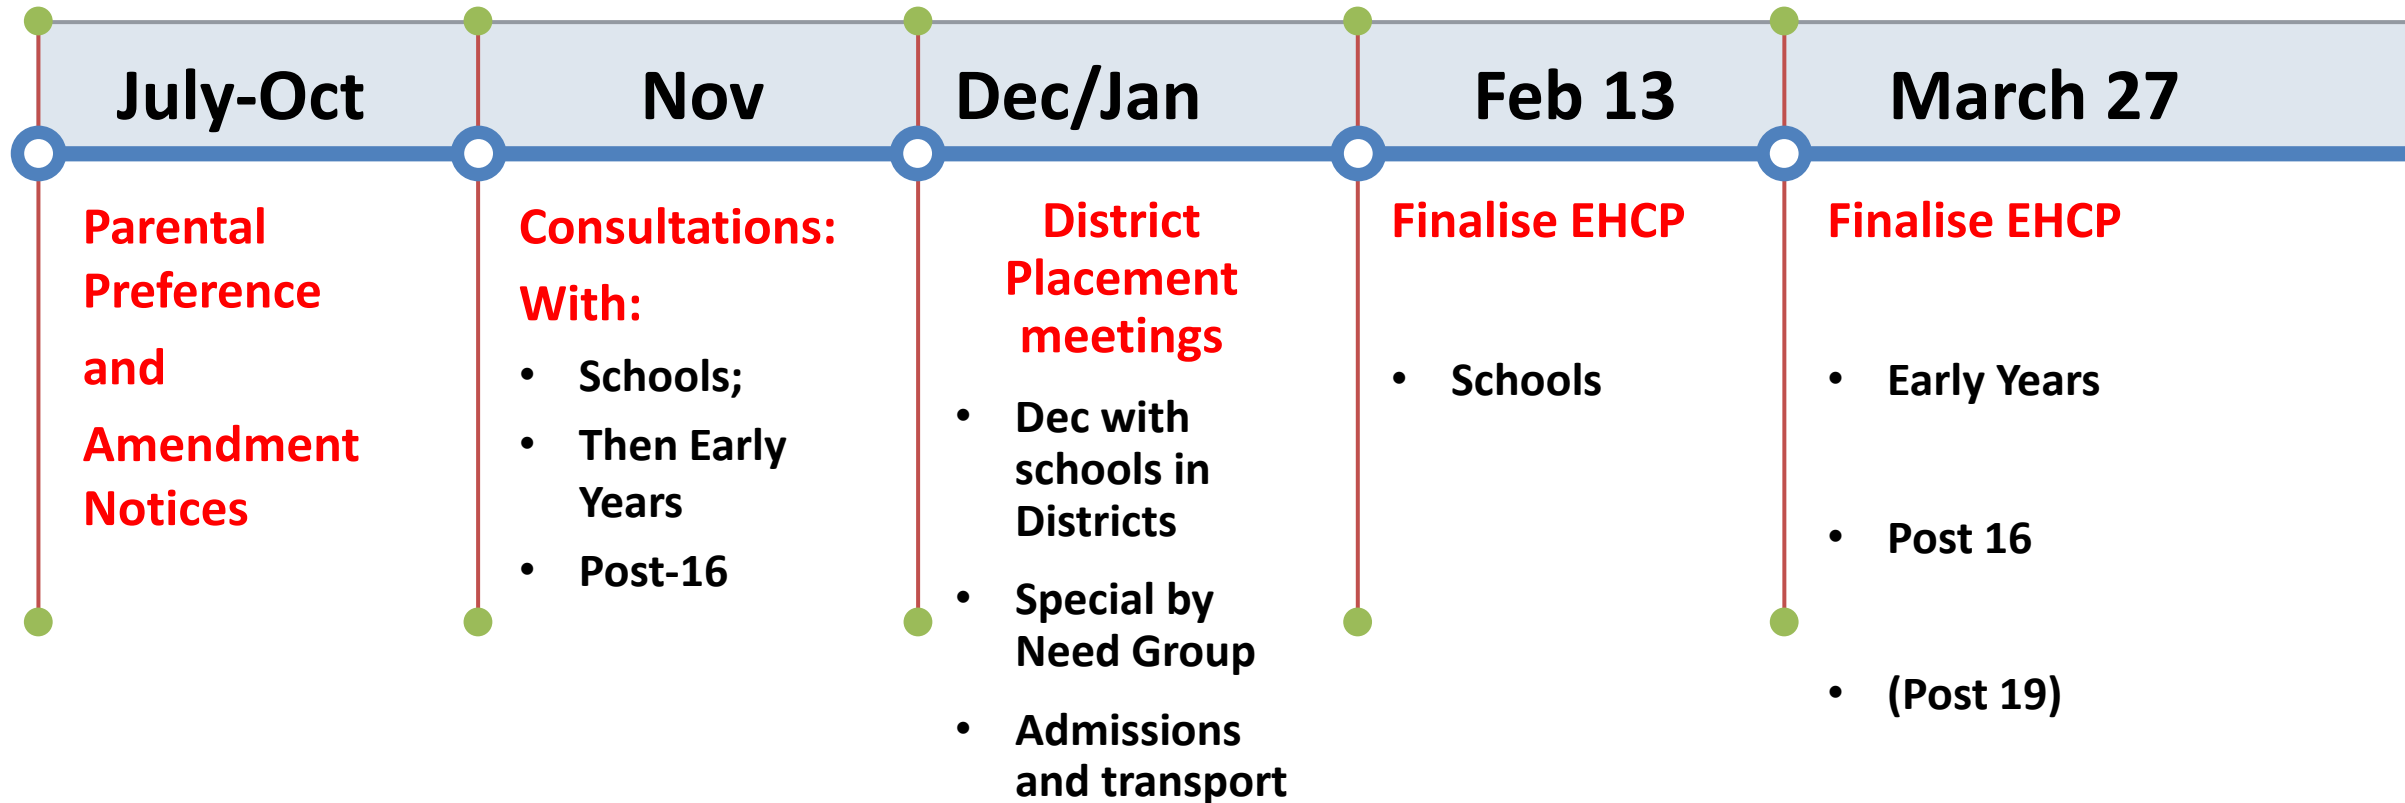 July-Oct
Nov
Dec/Jan
Feb 13
March 27
Parental
Preference
and
Amendment
Notices
Consultations:
With:
• Schools;
• Then Early
Years
• Post-16
District
Placement
meetings
• Dec with
schools in
Districts
• Special by
Need Group
• Admissions
and transport
Finalise EHCP
• Schools
Finalise EHCP
• Early Years
• Post 16
• (Post 19)